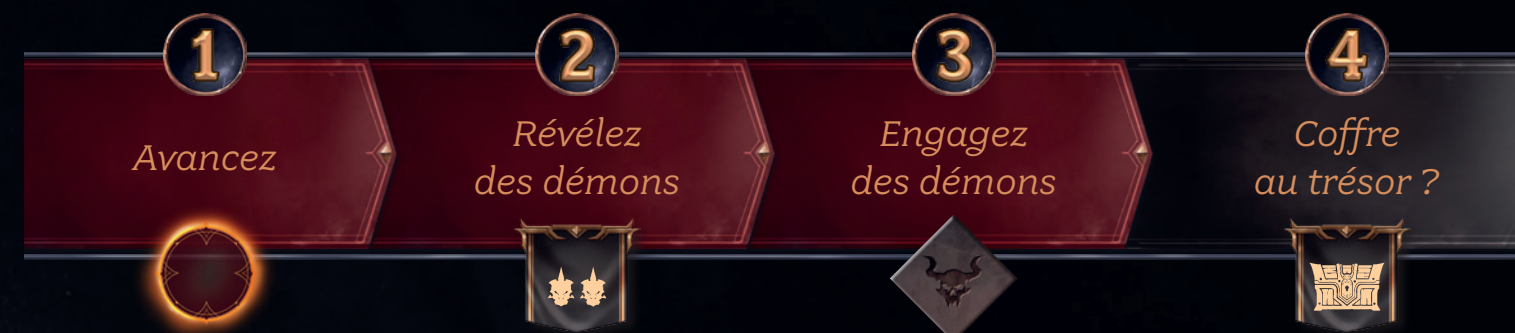 1
Avancez
2
Révélez
des démons
3
Engagez
des démons
4
Coffre
au trésor ?